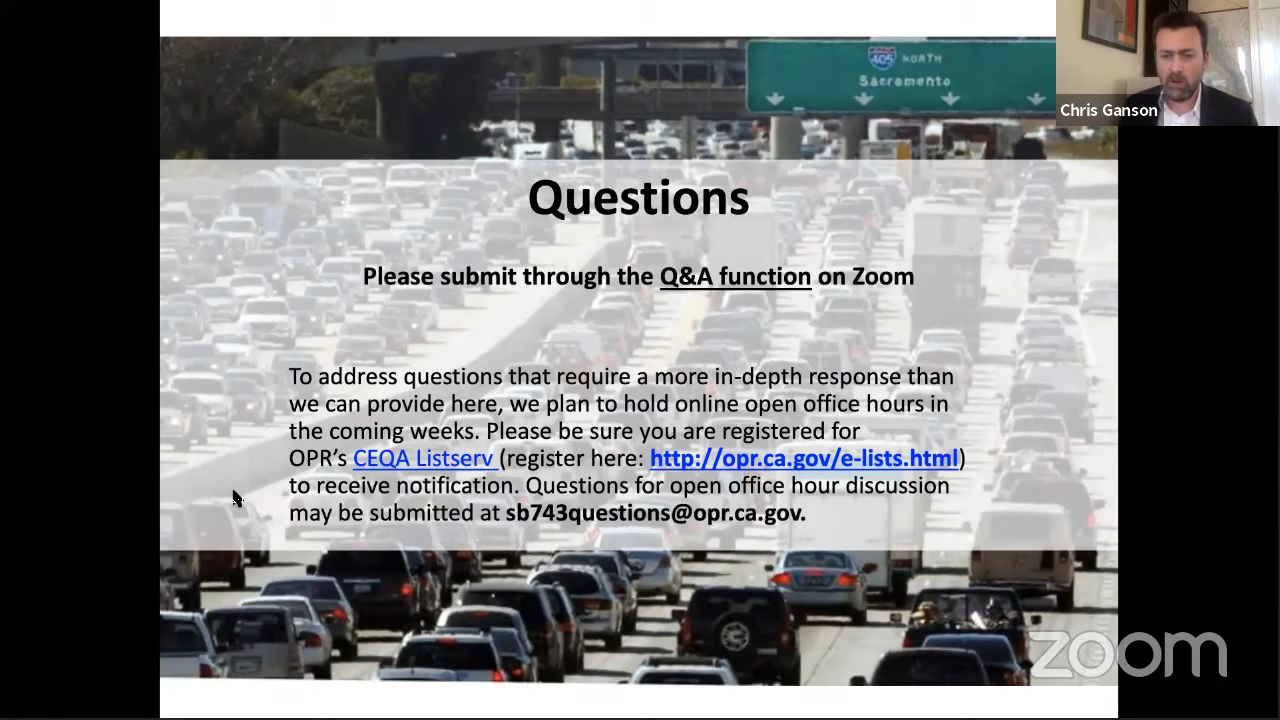 405 NORTH
Sacramento
Chris Ganson
Questions
Please submit through the Q&A function on Zoom
To address questions that require a more in-depth response than
we can provide here, we plan to hold online open office hours in
the coming weeks. Please be sure you are registered for
OPR’s CEQA Listserv (register here: http://opr.ca.gov/e-lists.html)
to receive notification. Questions for open office hour discussion
may be submitted at sb743questions@opr.ca.gov.
zoom